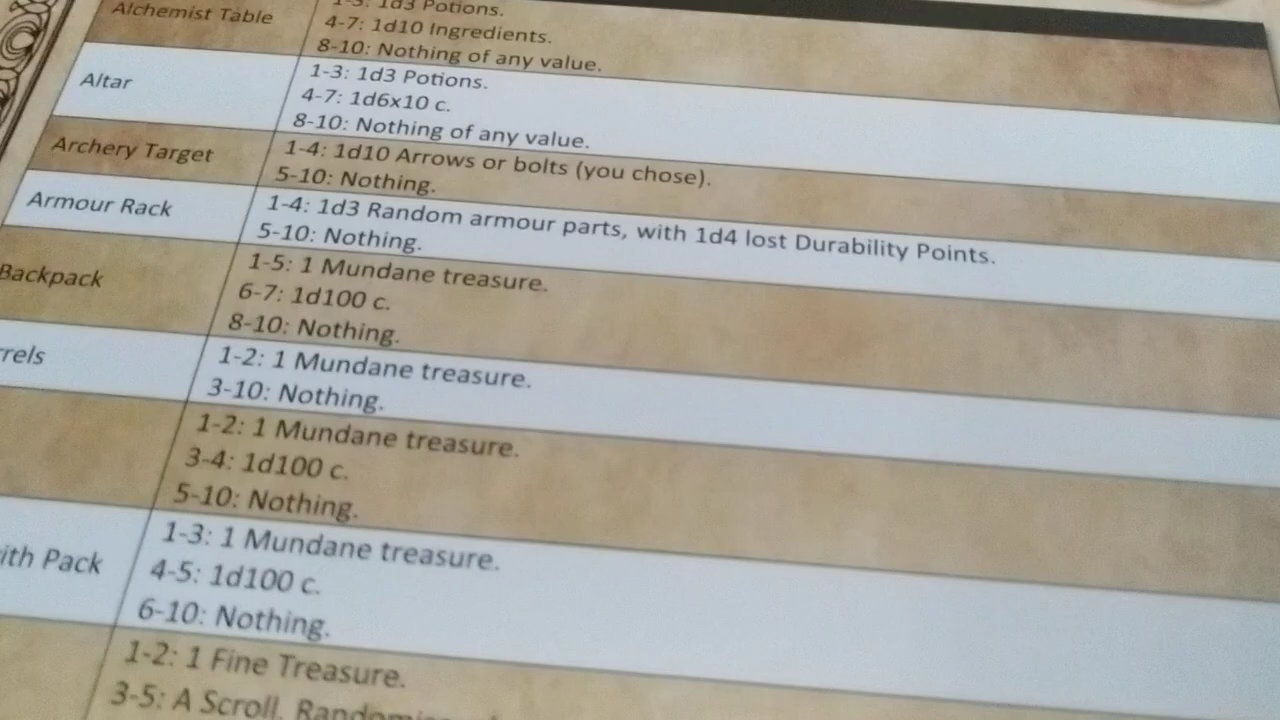 Alchemist Table
1-3: 1d3 Potions.
4-7: 1d10 Ingredients.
8-10: Nothing of any value.
Altar
1-3: 1d3 Potions.
4-7: 1d6x10 c.
8-10: Nothing of any value.
Archery Target
1-4: 1d10 Arrows or bolts (you chose).
5-10: Nothing.
Armour Rack
1-4: 1d3 Random armour parts, with 1d4 lost Durability Points.
5-10: Nothing.
Backpack
1-5: 1 Mundane treasure.
6-7: 1d100 c.
8-10: Nothing.
rrels
1-2: 1 Mundane treasure.
3-10: Nothing.
1-2: 1 Mundane treasure.
3-4: 1d100 c.
5-10: Nothing.
ith Pack
1-3: 1 Mundane treasure.
4-5: 1d100 c.
6-10: Nothing.
1-2: 1 Fine Treasure.
3-5: A Scroll.